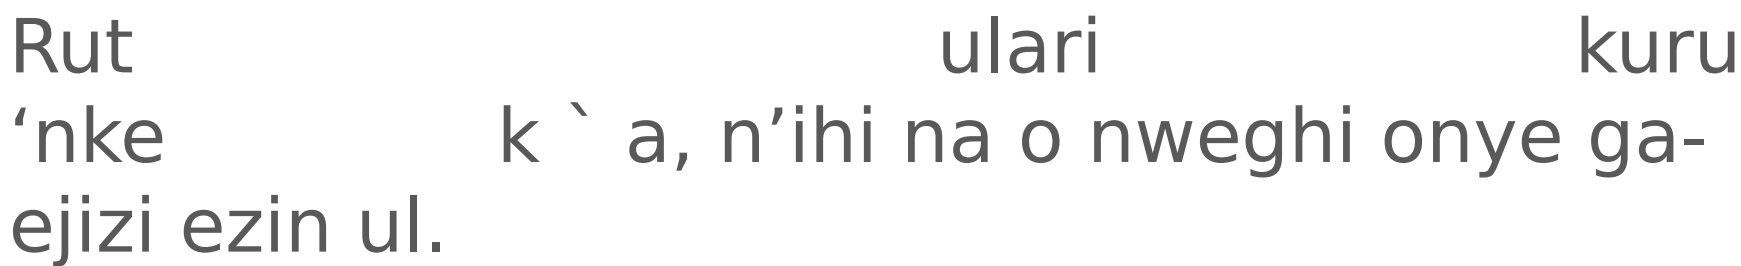 Rut ulari kuru
‘nke k ` a, n’ihi na o nweghi onye ga-
ejizi ezin ul.